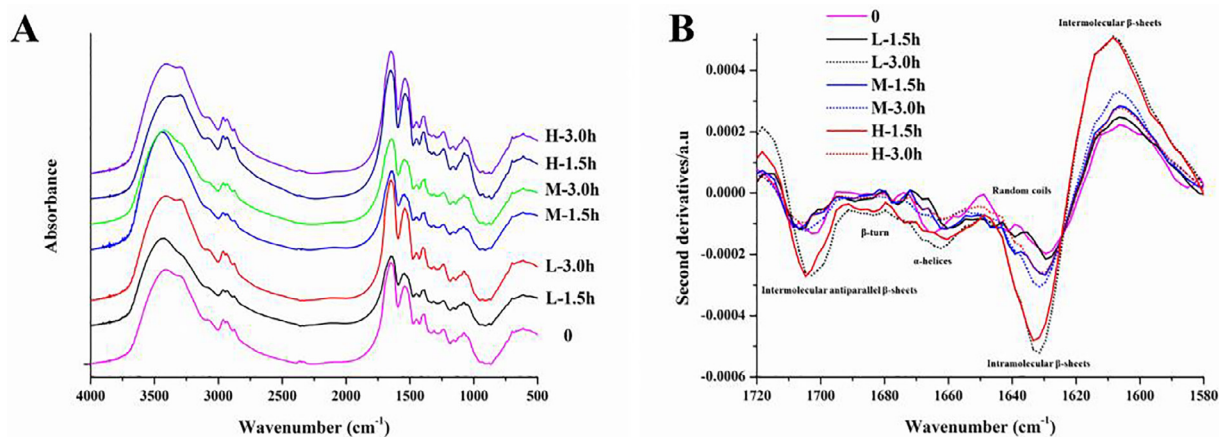 A
Absorbance
H-3.0h
H-1.5h
M-3.0h
M-1.5h
L-3.0h
L-1.5h
0
4000 3500 3000 2500 2000 1500 1000 500
Wavenumber (cm-1)
B
0
L-1.5h
L-3.0h
M-1.5h
M-3.0h
H-1.5h
H-3.0h
Intermolecular β-sheets
Random coils
β-turn
α-helices
Intermolecular antiparallel β-sheets
Intramolecular β-sheets
Second derivatives/a.u
0.0004
0.0002
0.0000
-0.0002
-0.0004
-0.0006
1720 1700 1680 1660 1640 1620 1600 1580
Wavenumber (cm-1)